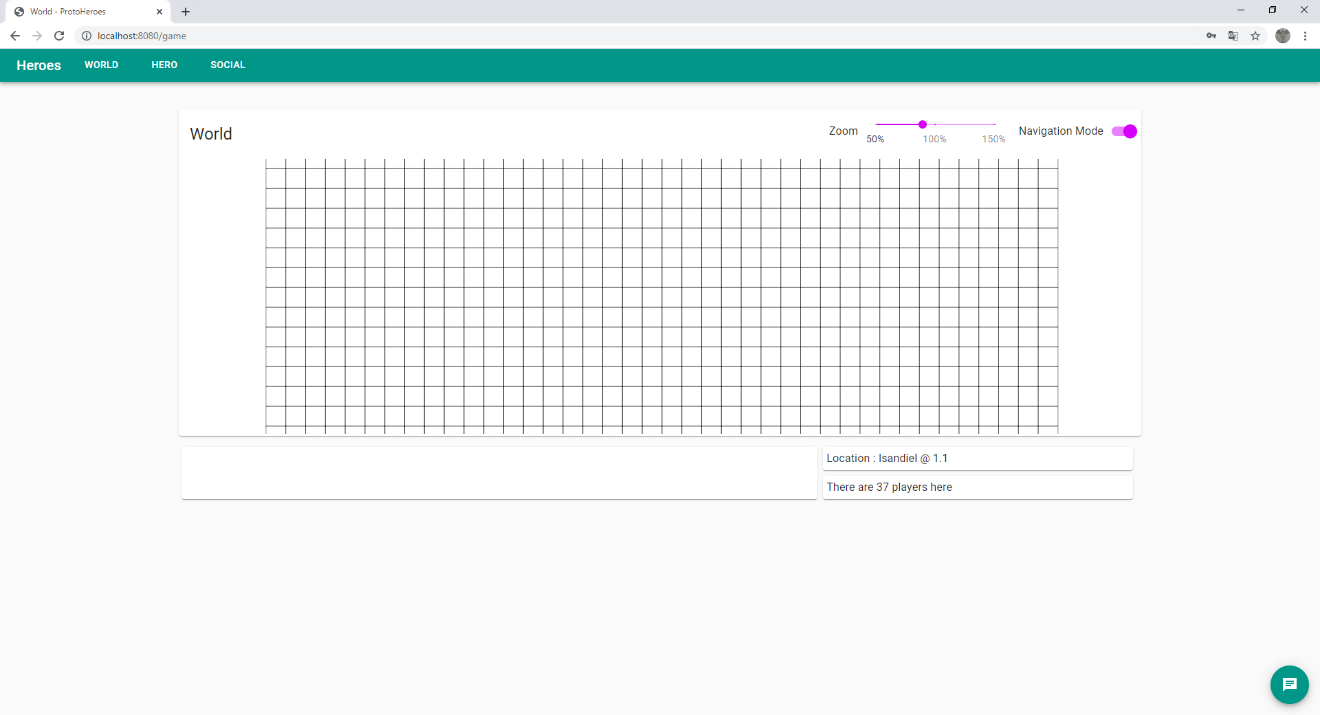 World - ProtoHeroes
localhost:8080/game
Heroes WORLD HERO SOCIAL
World
Zoom
50% 100% 150%
Navigation Mode
Location : Isandiel @ 1.1
There are 37 players here